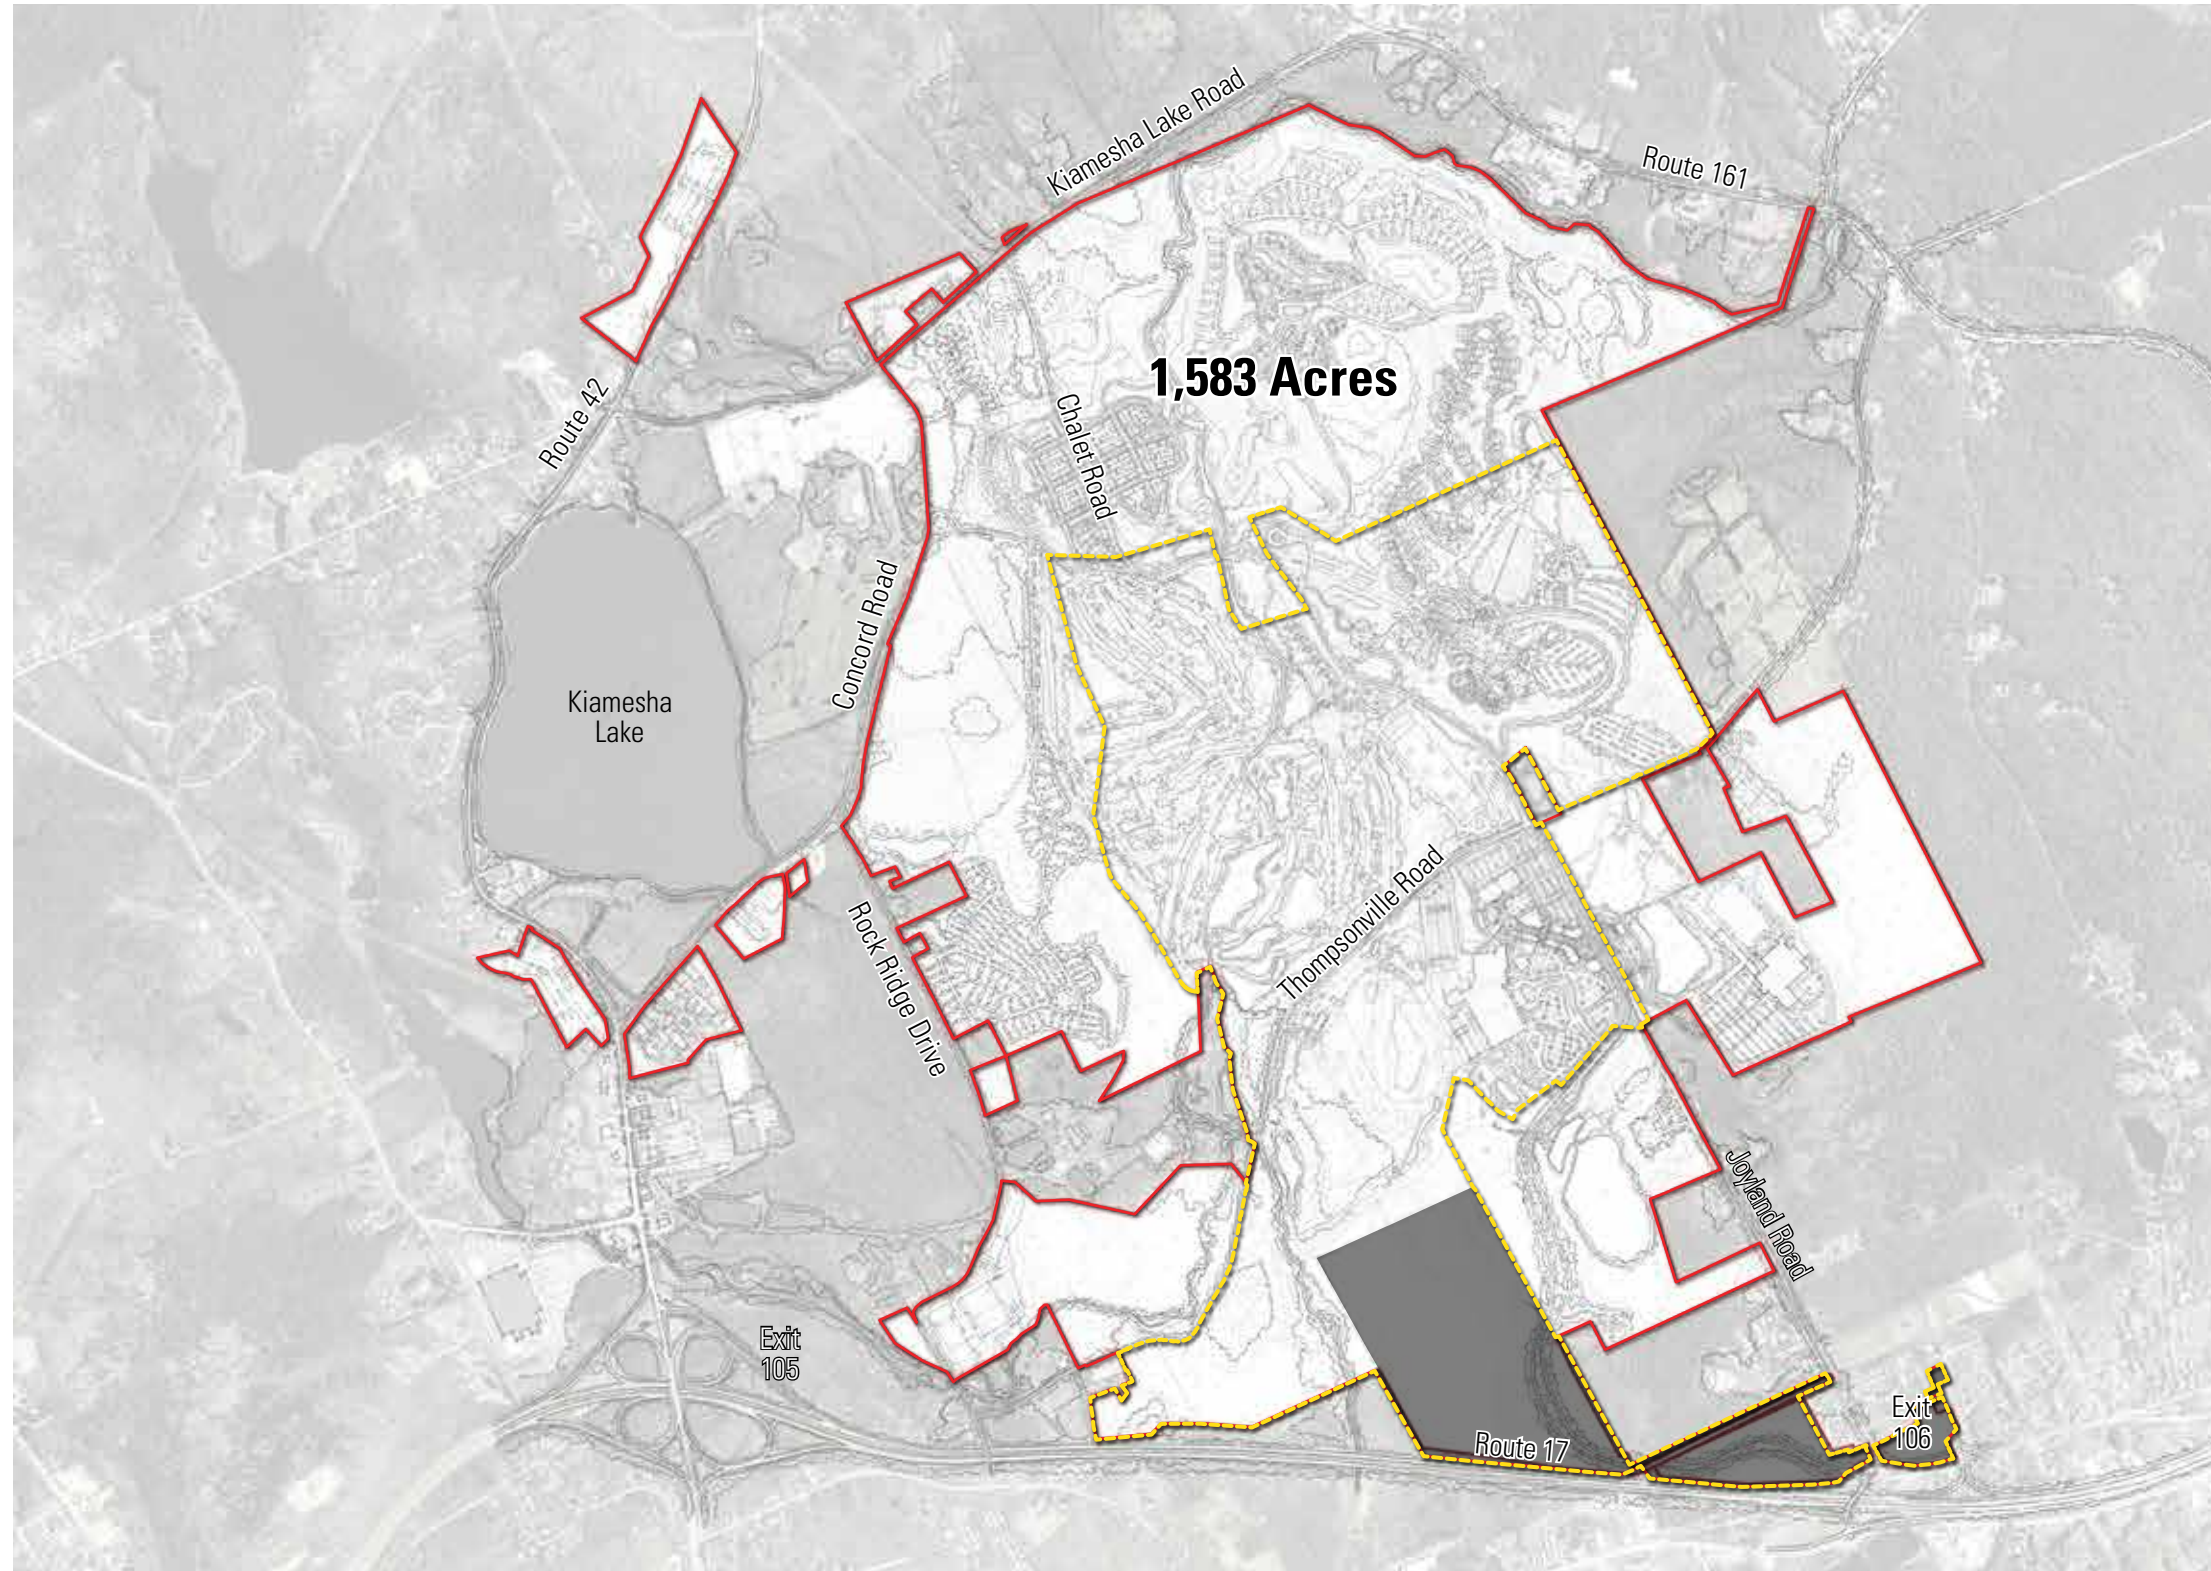 Kiamesha Lake Road
Route 161
1,583 Acres
Route 42
Chalet Road
Concord Road
Kiamesha
Lake
Thompsonville Road
Rock Ridge Drive
Joyland Road
Exit
105
Exit
106
Route 17